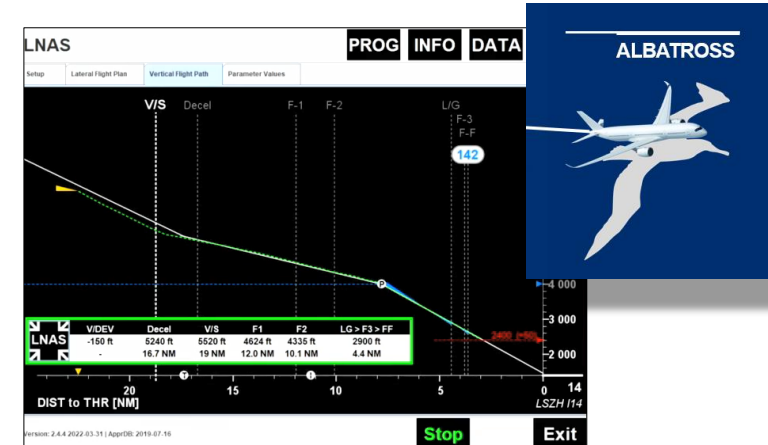 LNAS
PROG INFO DATA
ALBATROSS
Setup Lateral Flight Plan Vertical Flight Path Parameter Values
V/S Decel F-1 F-2 L/G
F-3
F-F
142
4 000
3 000
2 000
LNAS
V/DEV Decel V/S F1 F2 LG > F3 > FF
-150 ft 5240 ft 5520 ft 4624 ft 4335 ft 2900 ft
- 16.7 NM 19 NM 12.0 NM 10.1 NM 4.4 NM
P
T
I
20 15 10 5 0 14
DIST to THR [NM]
LSZH I14
Version: 2.4.4 2022-03-31 | ApprDB: 2019-07-16
Stop
Exit